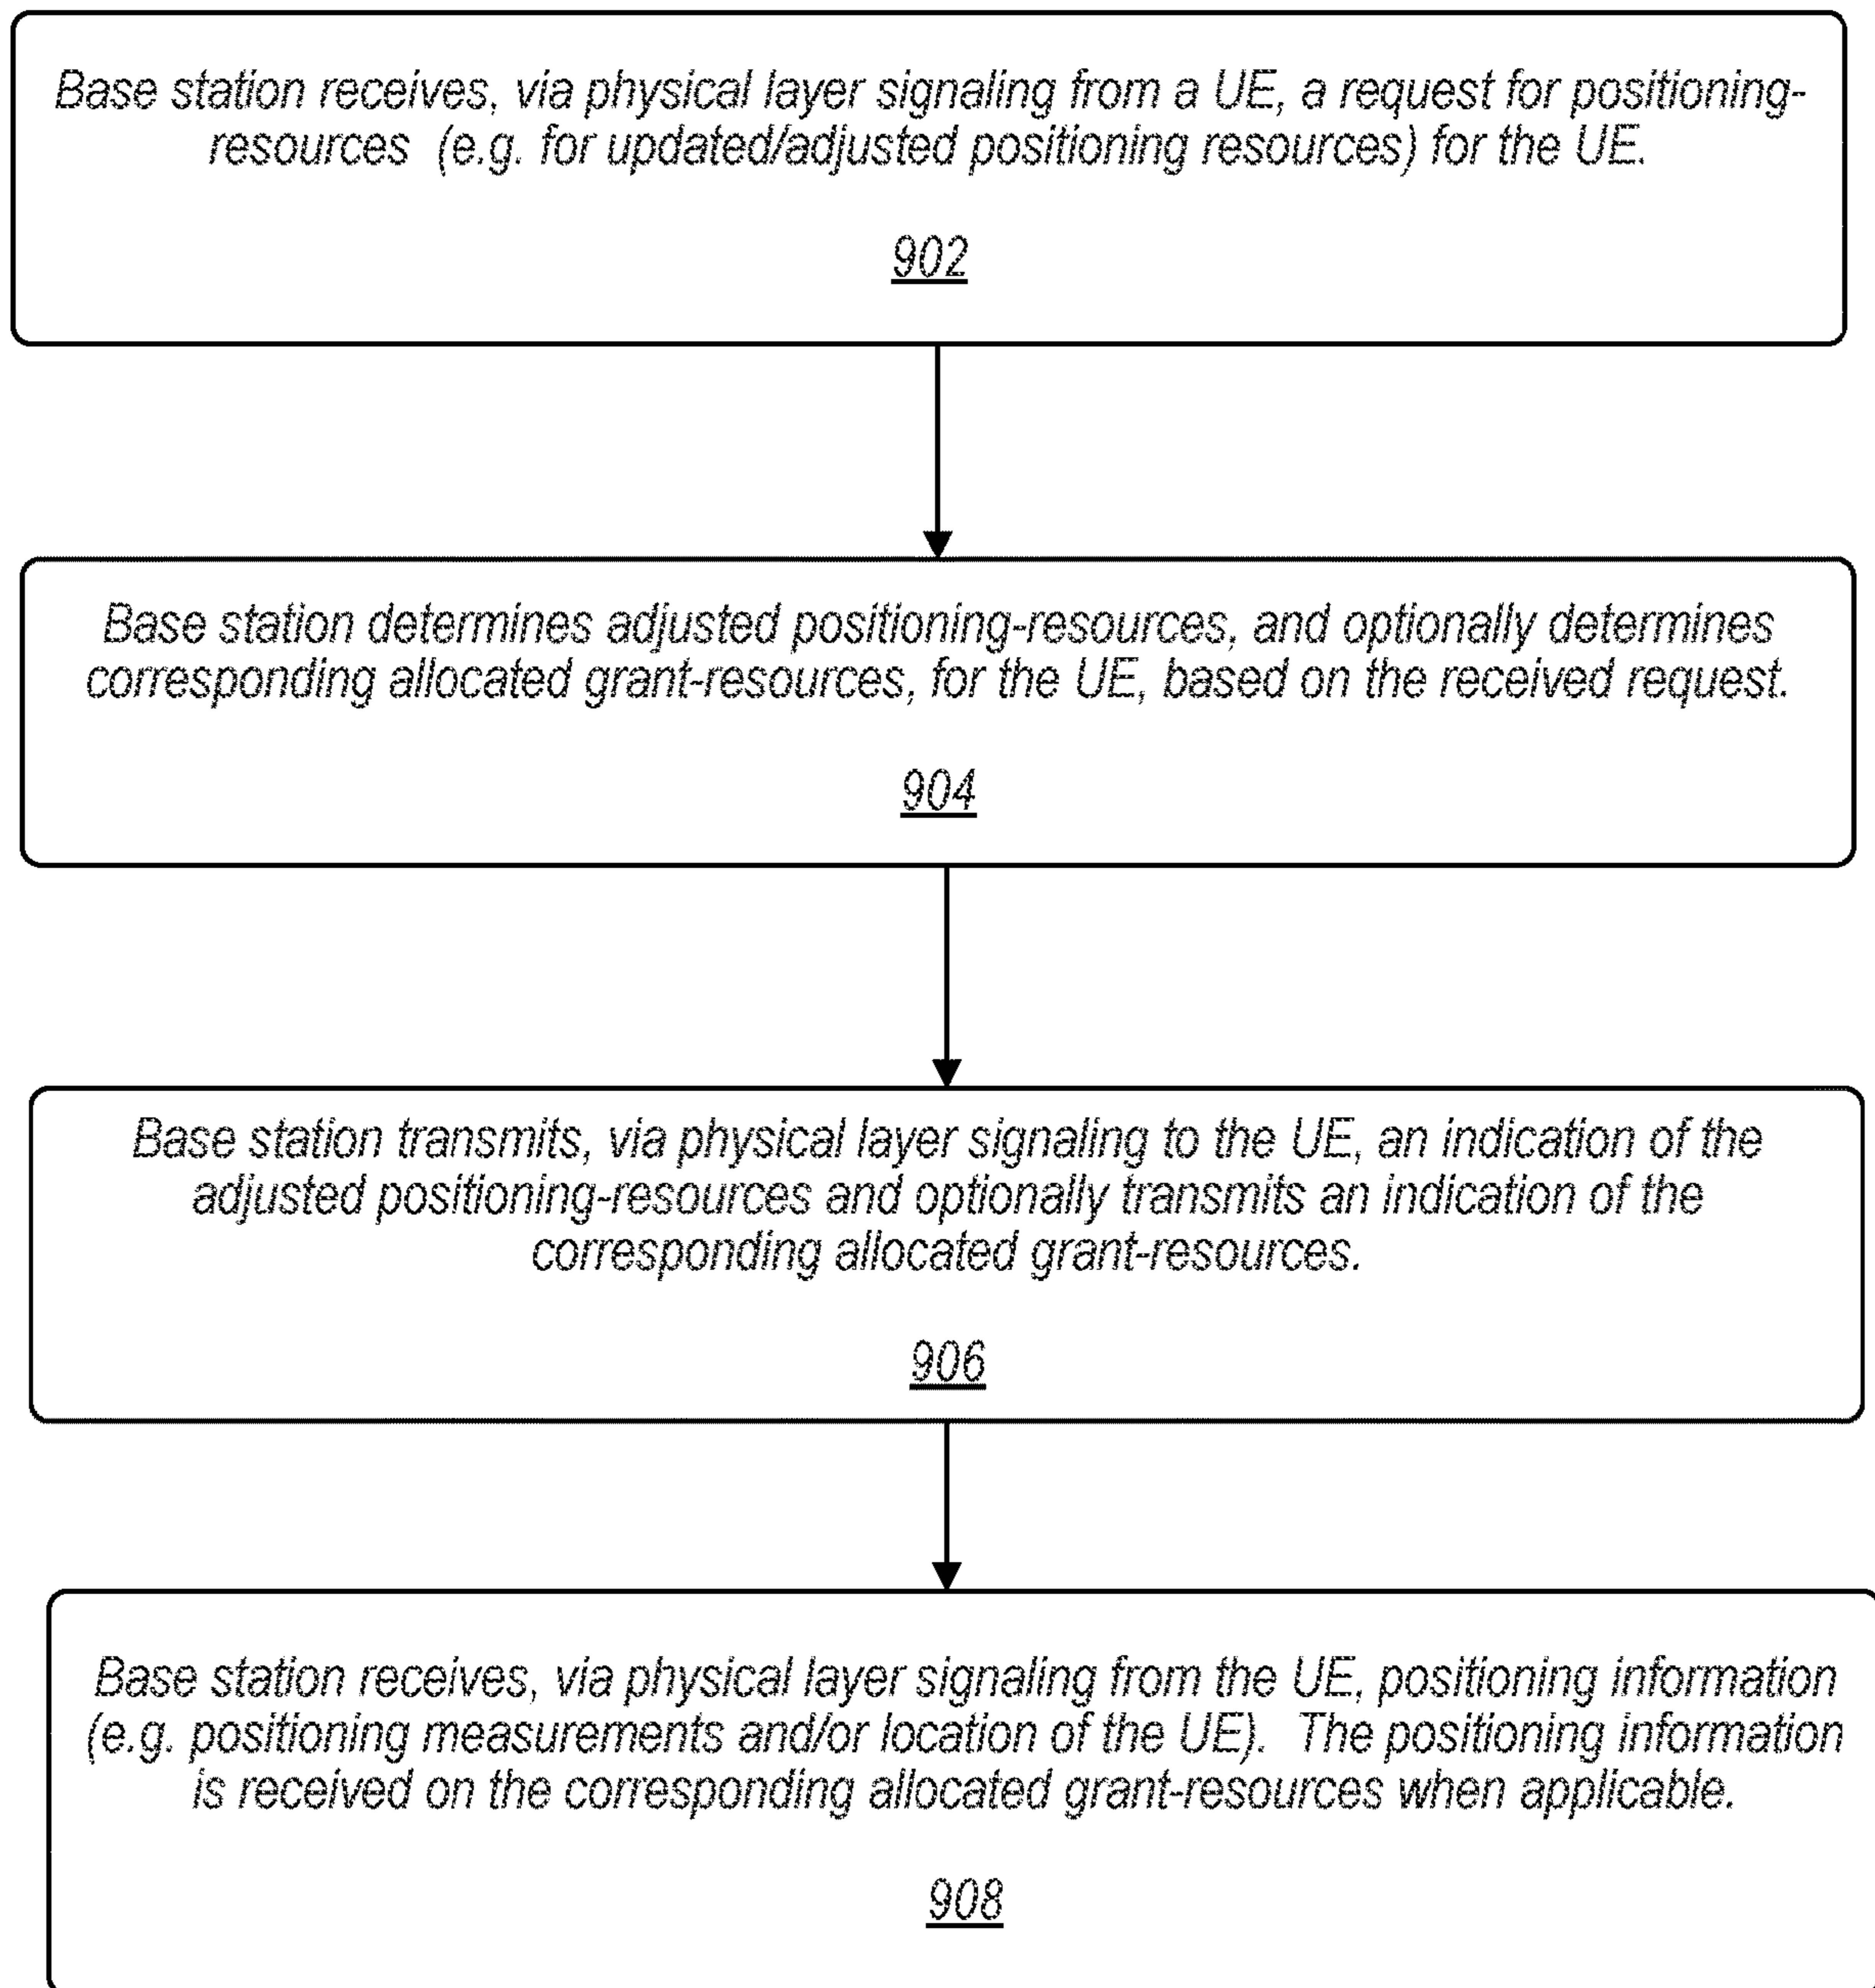 Base station receives, via physical layer signaling from a UE, a request for positioning-
resources (e.g. for updated/adjusted positioning resources) for the UE.
902
Base station determines adjusted positioning-resources, and optionally determines
corresponding allocated grant-resources, for the UE, based on the received request.
904
Base station transmits, via physical layer signaling to the UE, an indication of the
adjusted positioning-resources and optionally transmits an indication of the
corresponding allocated grant-resources.
906
Base station receives, via physical layer signaling from the UE, positioning information
(e.g. positioning measurements and/or location of the UE). The positioning information
is received on the corresponding allocated grant-resources when applicable.
908